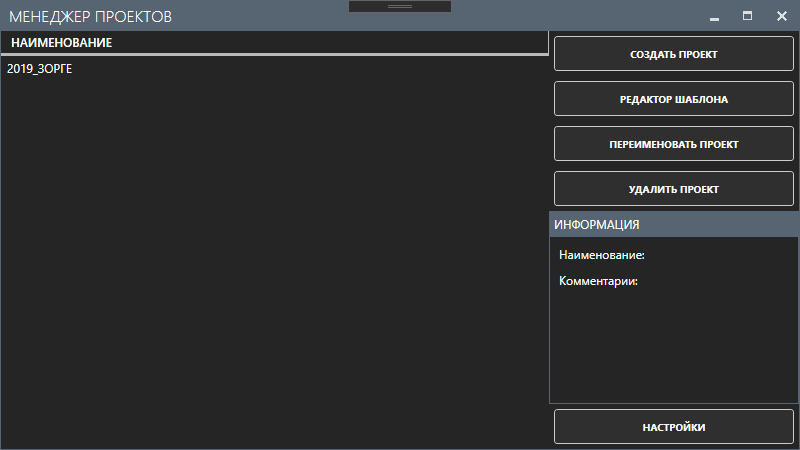 МЕНЕДЖЕР ПРОЕКТОВ
НАИМЕНОВАНИЕ
2019_ЗОРГЕ
СОЗДАТЬ ПРОЕКТ
РЕДАКТОР ШАБЛОНА
ПЕРЕИМЕНОВАТЬ ПРОЕКТ
УДАЛИТЬ ПРОЕКТ
ИНФОРМАЦИЯ
Наименование:
Комментарии:
НАСТРОЙКИ